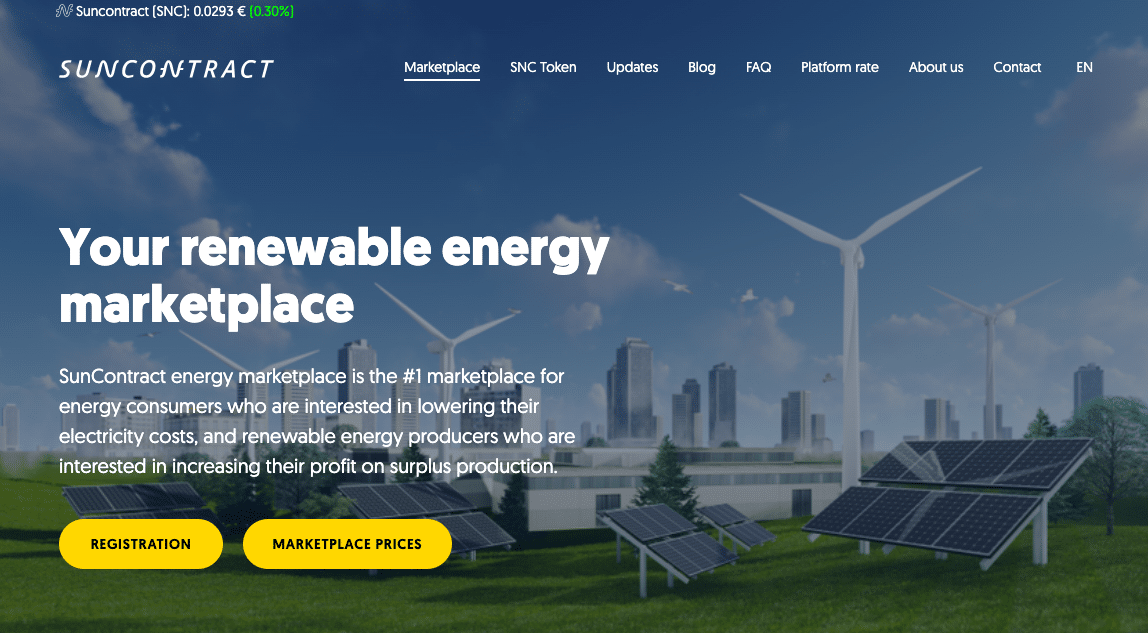 Suncontract (SNC): 0.0293 € (0.30%)
SUNCONTRACT
Marketplace SNC Token Updates Blog FAQ Platform rate About us Contact EN
Your renewable energy
marketplace
SunContract energy marketplace is the #1 marketplace for
energy consumers who are interested in lowering their
electricity costs, and renewable energy producers who are
interested in increasing their profit on surplus production.
REGISTRATION MARKETPLACE PRICES